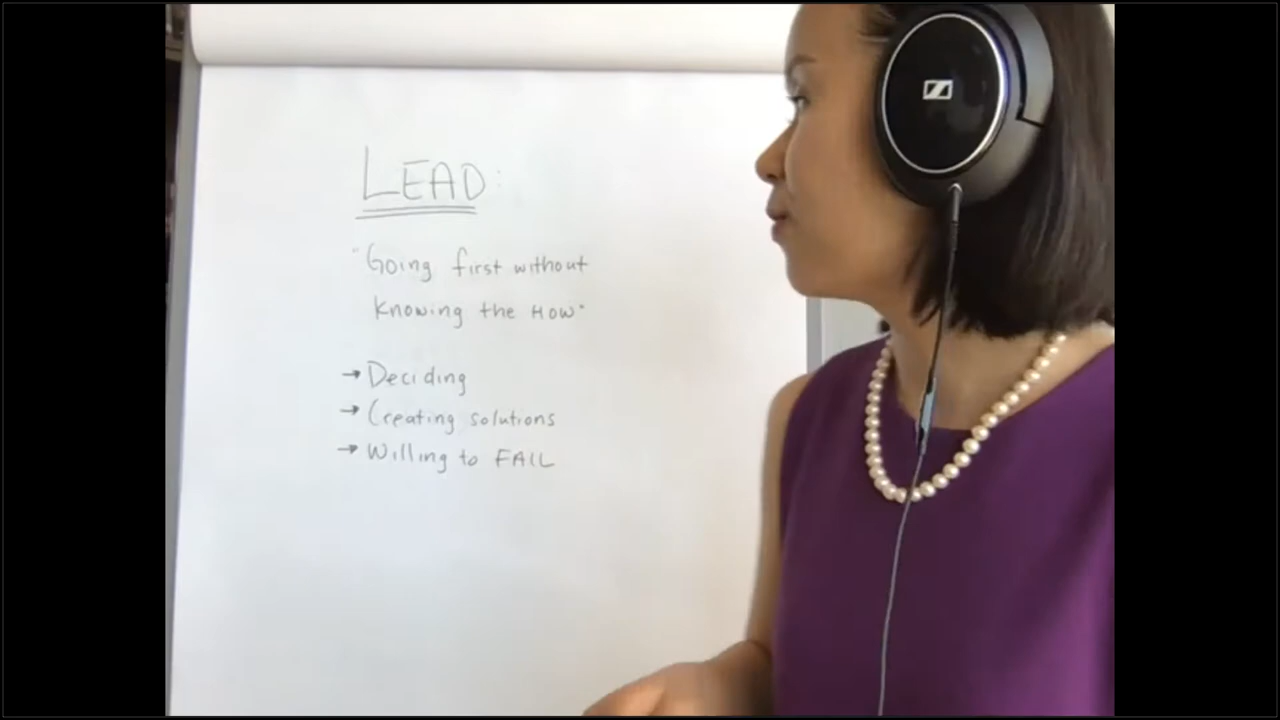 LEAD:
"Going first without
Knowing the HOW"
→ Deciding
→ Creating solutions
→ Willing to FAIL